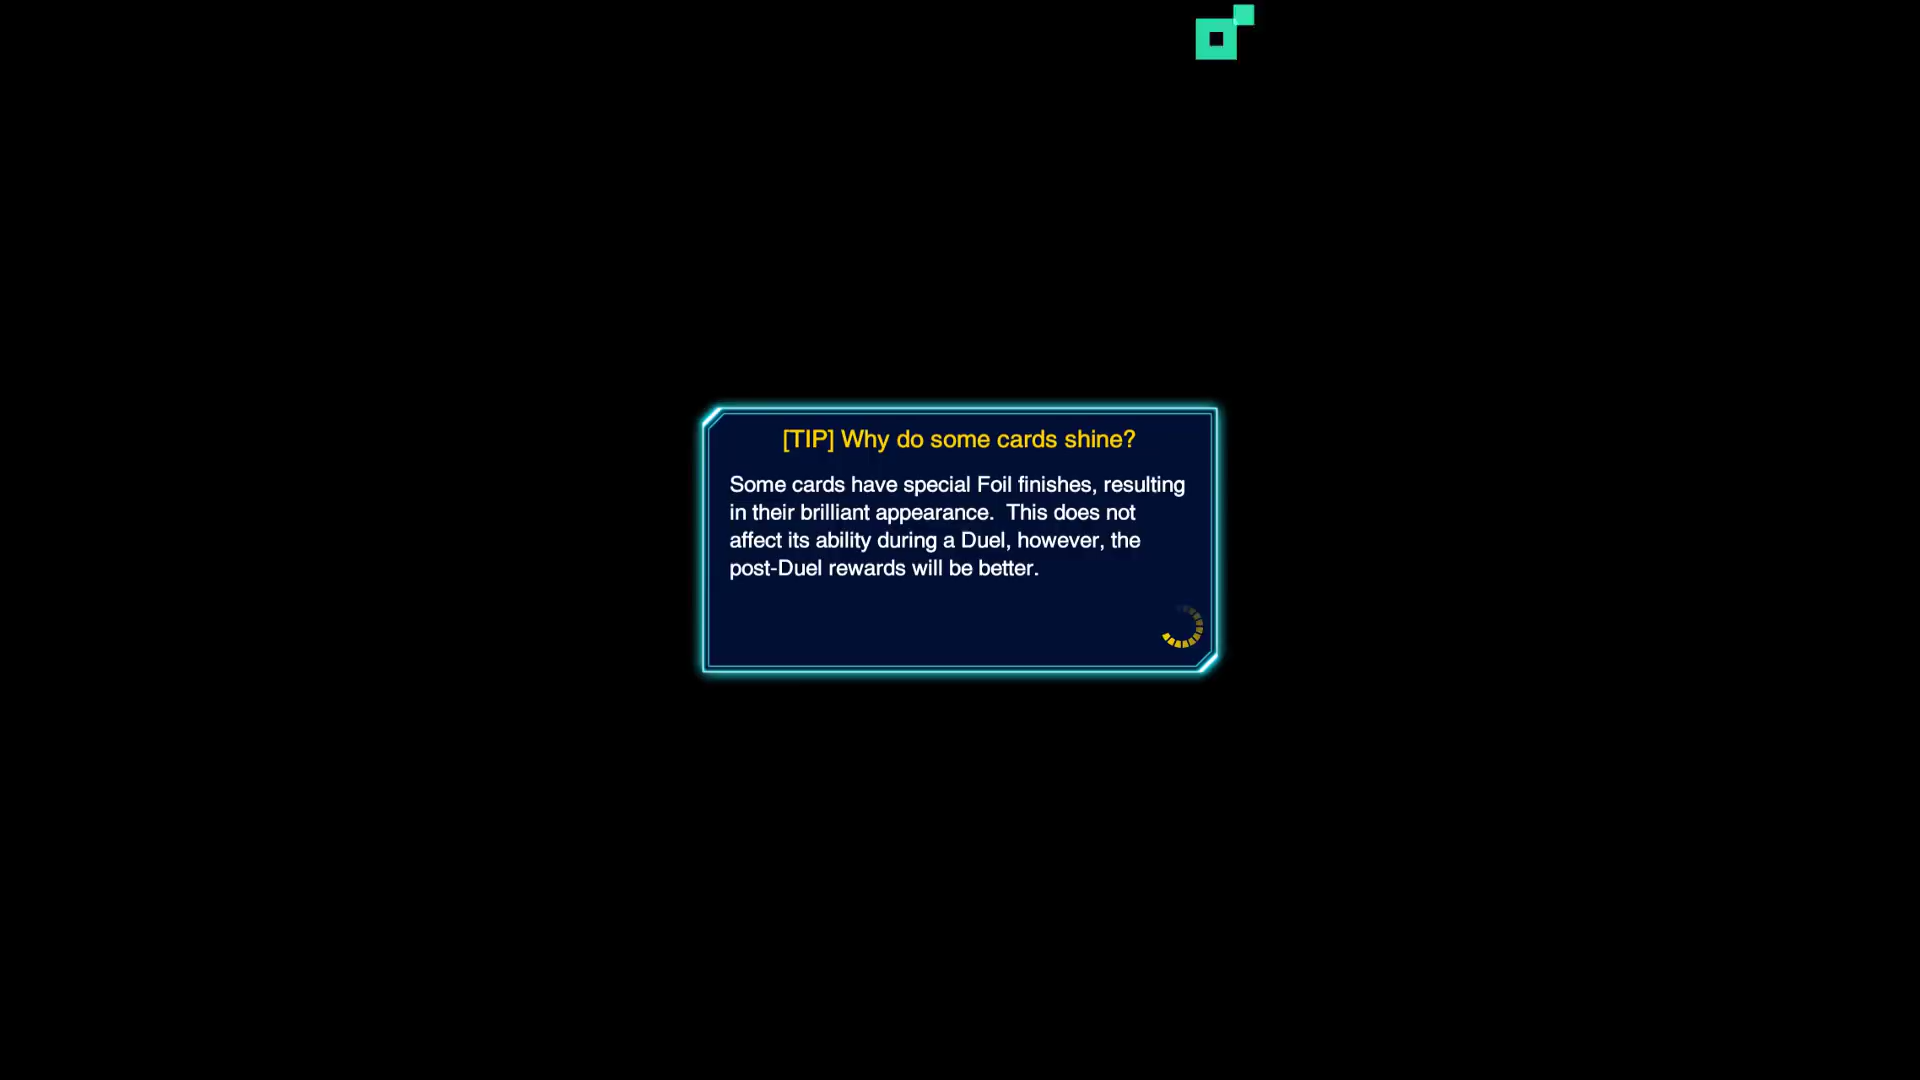 [TIP] Why do some cards shine?
Some cards have special Foil finishes, resulting
in their brilliant appearance.  This does not
affect its ability during a Duel, however, the
post-Duel rewards will be better.